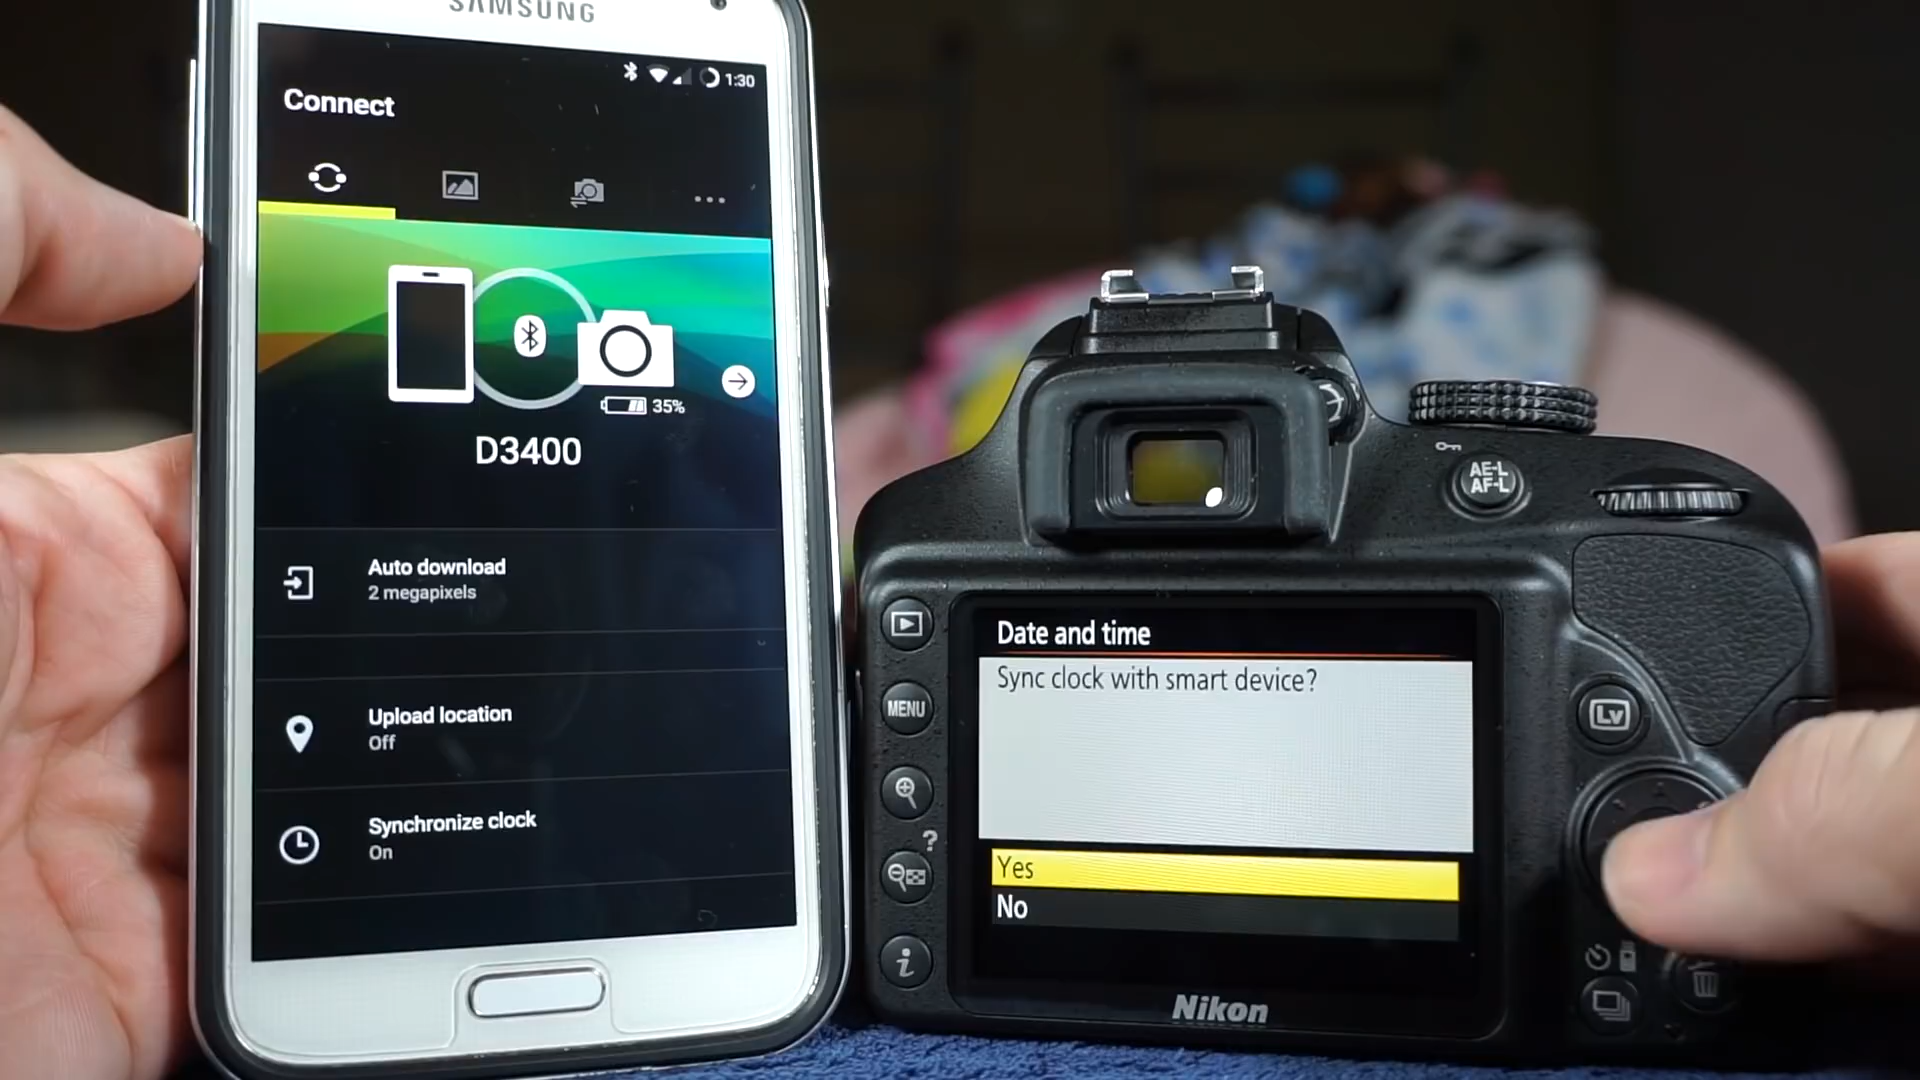 SAMSUNG
1:30
Connect
35%
D3400
Auto download
2 megapixels
Upload location
Off
Synchronize clock
On
AE-L
AF-L
Date and time
Sync clock with smart device?
Yes
No
MENU
?
i
Lv
Nikon